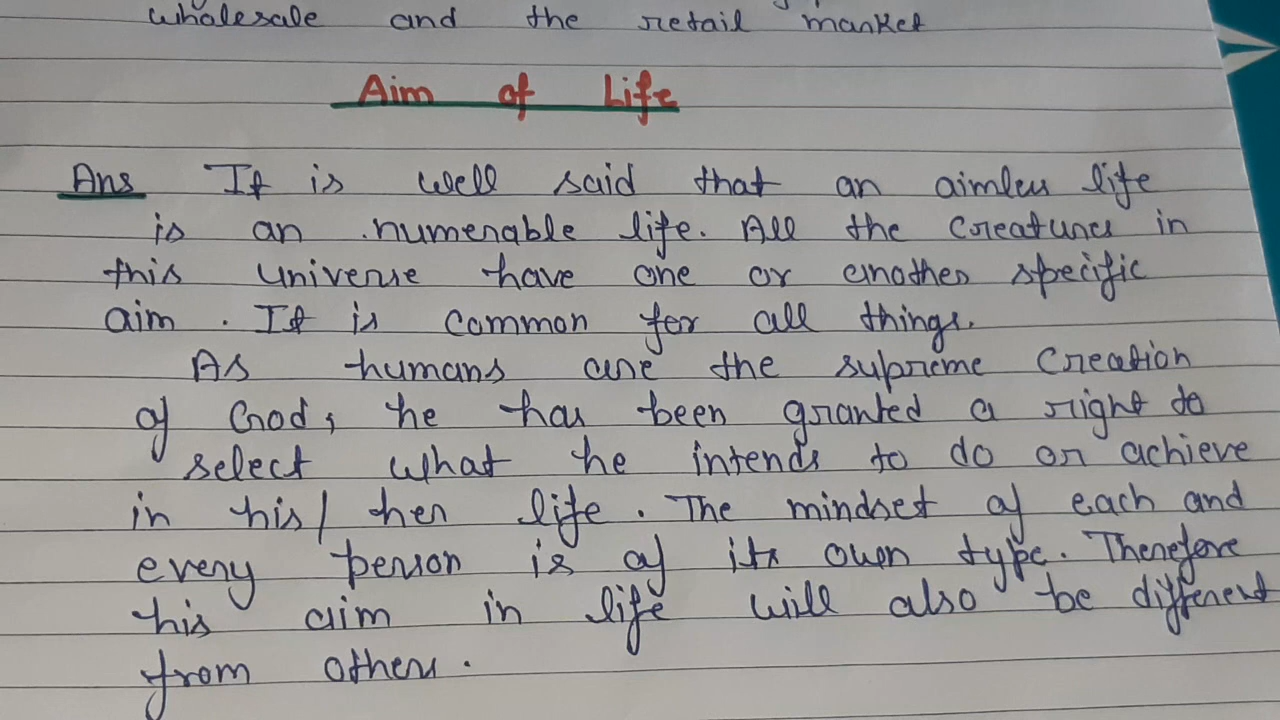 wholesale and the retail market
Aim of Life
Ans It is well said that an aimless life
is an numerable life. All the creatures in
this universe have one or another specific
aim. It is common for all things.
As humans are the supreme creation
of God, he has been granted a right to
select what he intends to do or achieve
in his/ her life. The mindset of each and
every person is of its own type. Therefore
his aim in life will also be different
from others.